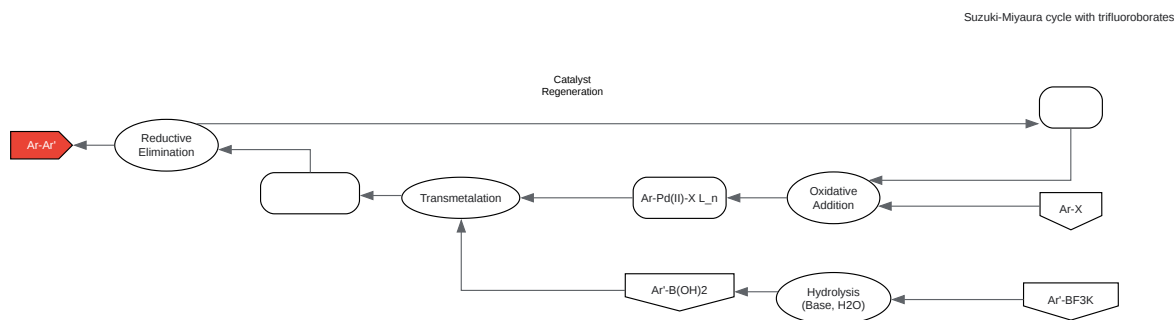 Suzuki-Miyaura cycle with trifluoroborates
Catalyst
Regeneration
Ar-Ar'
Reductive
Elimination
Transmetalation
Ar-Pd(II)-X L_n
Oxidative
Addition
Ar-X
Ar'-B(OH)2
Hydrolysis
(Base, H2O)
Ar'-BF3K